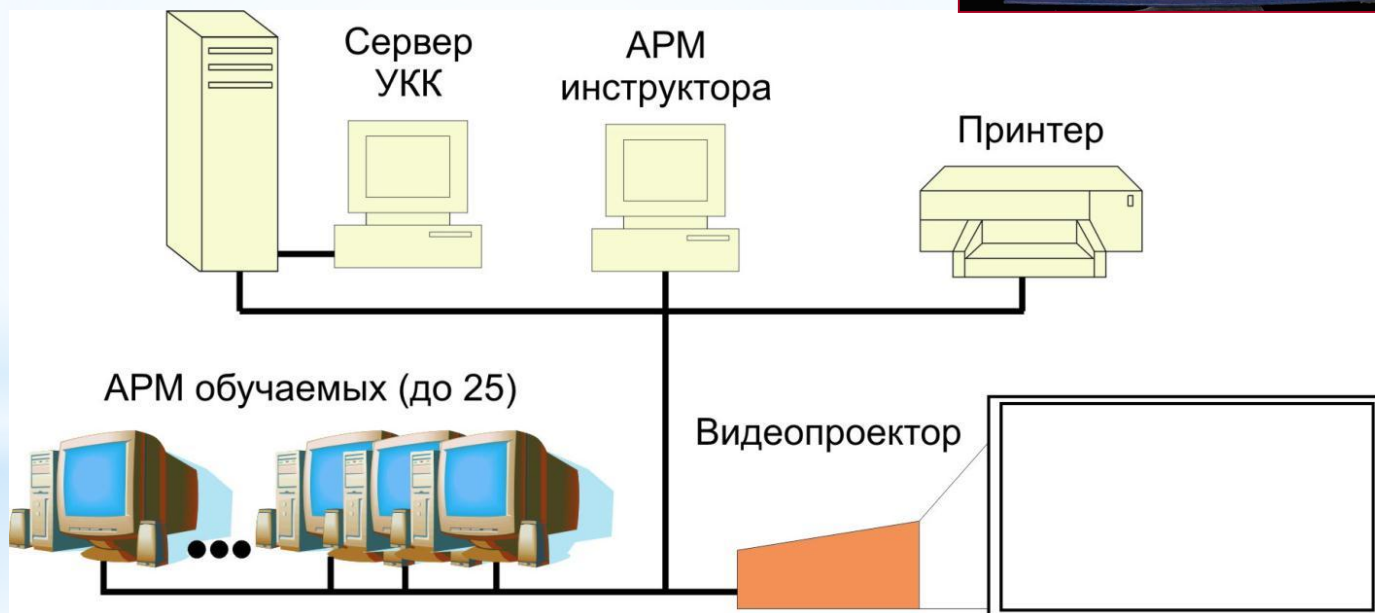 Сервер
УКК
АРМ
инструктора
Принтер
АРМ обучаемых (до 25)
Видеопроектор